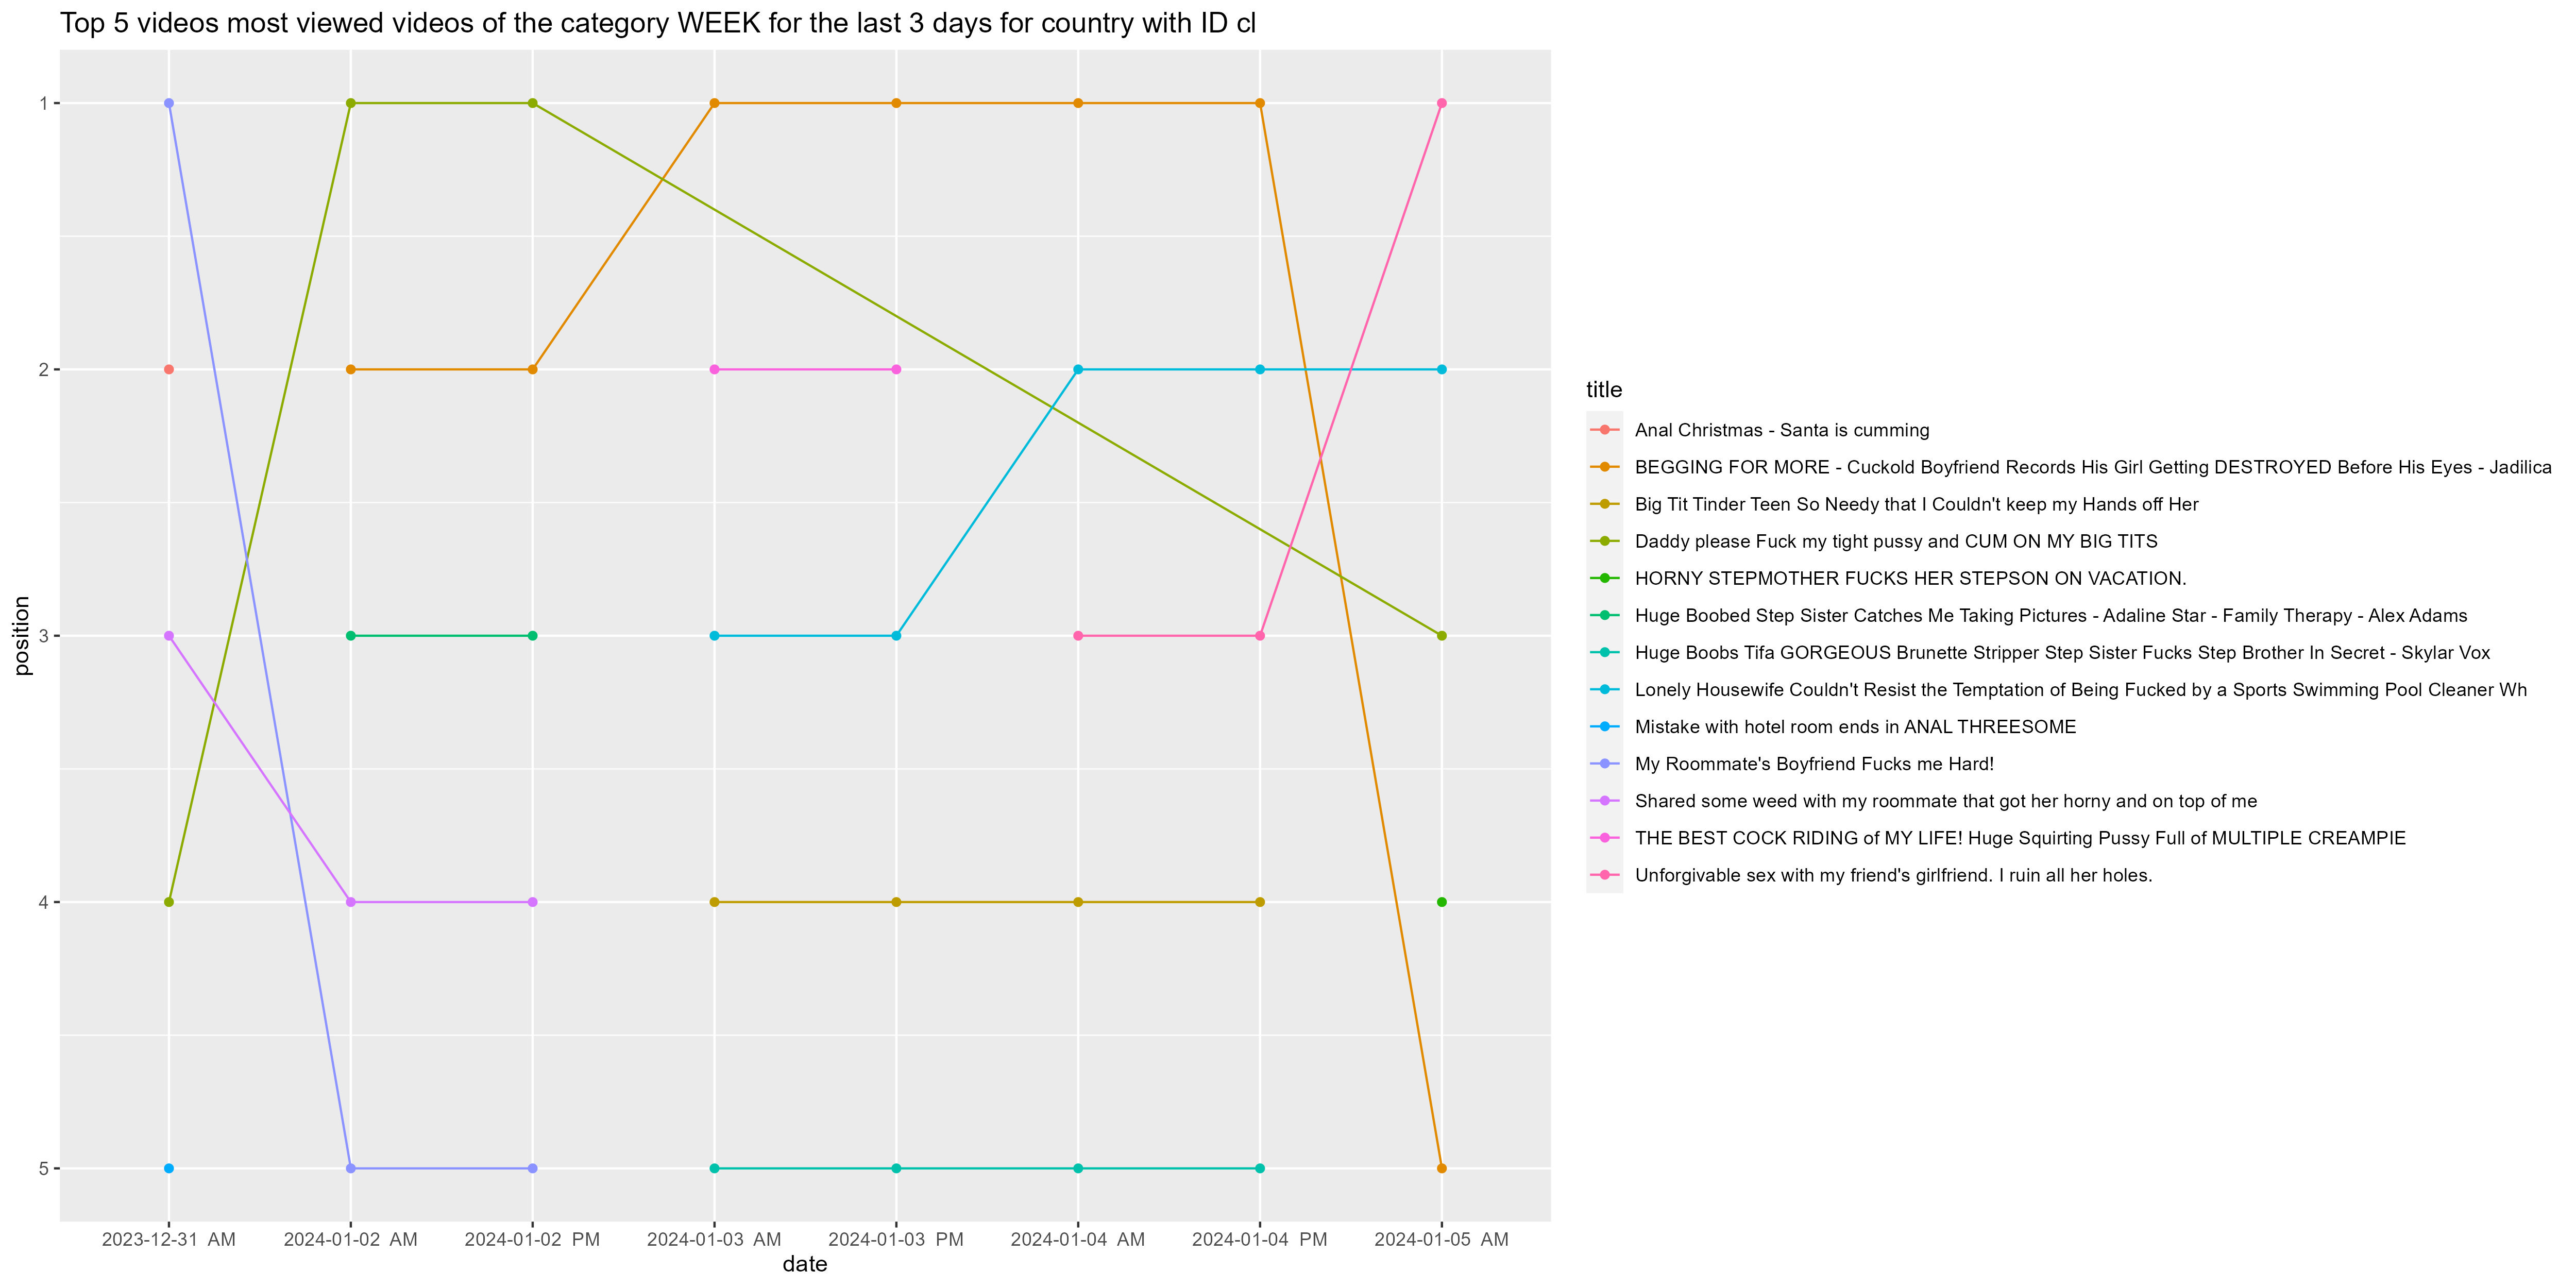 Top 5 videos most viewed videos of the category WEEK for the last 3 days for country with ID cl
1
2
3
4
5
position
2023-12-31 AM
2024-01-02 AM
2024-01-02 PM
2024-01-03 AM
2024-01-03 PM
2024-01-04 AM
2024-01-04 PM
2024-01-05 AM
date
title
Anal Christmas - Santa is cumming
BEGGING FOR MORE - Cuckold Boyfriend Records His Girl Getting DESTROYED Before His Eyes - Jadilica
Big Tit Tinder Teen So Needy that I Couldn't keep my Hands off Her
Daddy please Fuck my tight pussy and CUM ON MY BIG TITS
HORNY STEPMOTHER FUCKS HER STEPSON ON VACATION.
Huge Boobed Step Sister Catches Me Taking Pictures - Adaline Star - Family Therapy - Alex Adams
Huge Boobs Tifa GORGEOUS Brunette Stripper Step Sister Fucks Step Brother In Secret - Skylar Vox
Lonely Housewife Couldn't Resist the Temptation of Being Fucked by a Sports Swimming Pool Cleaner Wh
Mistake with hotel room ends in ANAL THREESOME
My Roommate's Boyfriend Fucks me Hard!
Shared some weed with my roommate that got her horny and on top of me
THE BEST COCK RIDING of MY LIFE! Huge Squirting Pussy Full of MULTIPLE CREAMPIE
Unforgivable sex with my friend's girlfriend. I ruin all her holes.